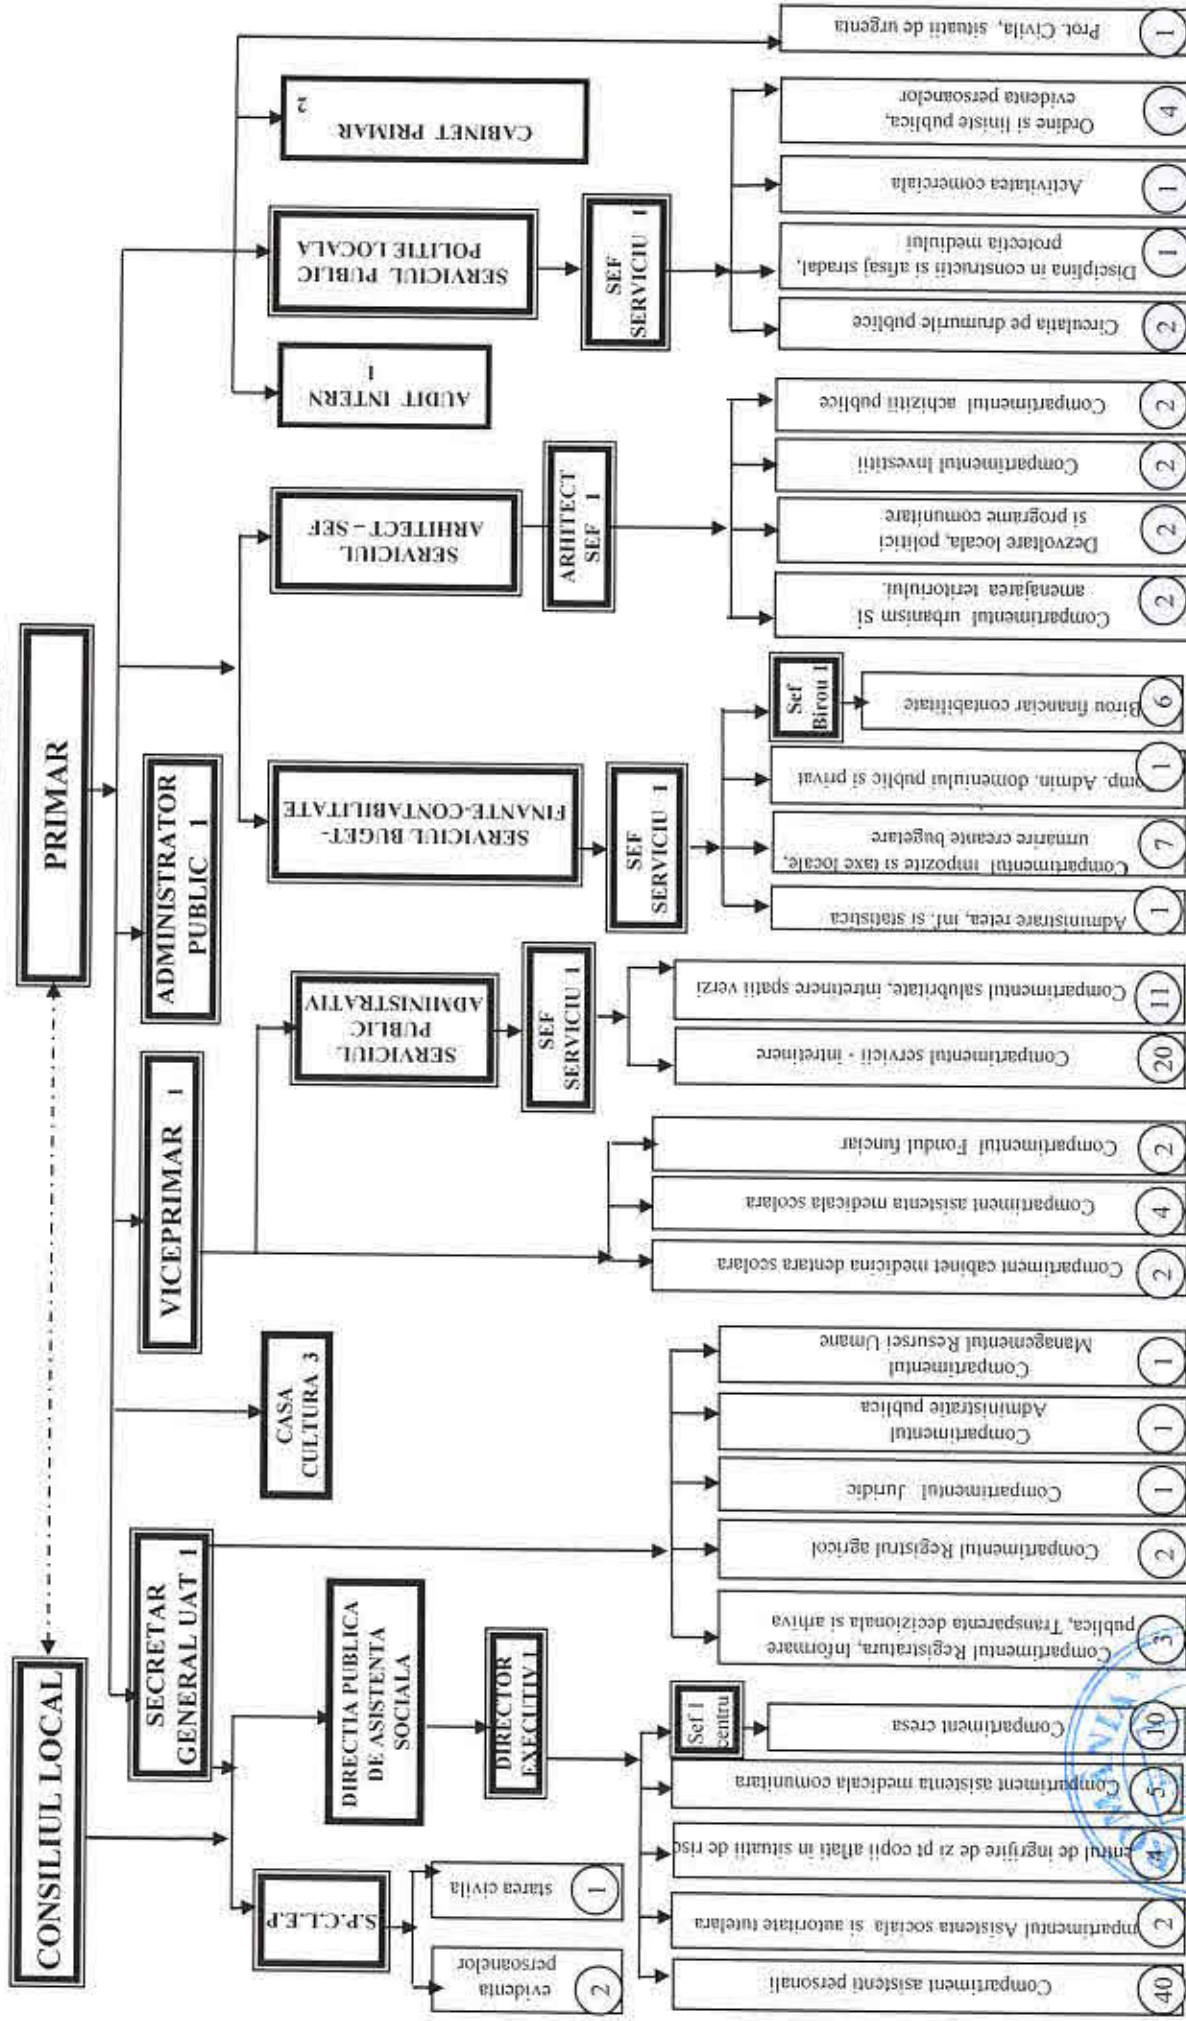 CONSILIUL LOCAL
PRIMAR
SECRETAR
GENERAL UAT 1
VICEPRIMAR 1
ADMINISTRATOR
PUBLIC 1
CASA
CULTURA 3
S.P.C.L.E.P
DIRECTIA PUBLICA
DE ASISTENTA
SOCIALA
SERVICIUL
PUBLIC
ADMINISTRATIV
SERVICIUL BUGET-
FINANTE-CONTABILITATE
SERVICIUL
ARHITECT – SEF
AUDIT INTERN
1
SERVICIUL PUBLIC
POLITIE LOCALA
CABINET PRIMAR
2
DIRECTOR
EXECUTIV 1
SEF
SERVICIU 1
SEF
SERVICIU 1
ARHITECT
SEF 1
SEF
SERVICIU 1
evidenta
persoanelor
2
starea civila
1
Compartiment asistenti personali
40
mpartimentul Asistenta sociala si autoritate tutelara
2
entrul de ingrijire de zi pt copii aflati in situatii de risc
4
Compartiment asistenta medicala comunitara
5
Sef 1
centru
Compartiment cresa
10
Compartimentul Registratura, Informare
publica, Transparenta decizionala si arhiva
3
Compartimentul Registrul agricol
2
Compartimentul Juridic
1
Compartimentul
Administratie publica
1
Compartimentul
Managementul Resursei Umane
1
Compartiment cabinet medicina dentara scolara
2
Compartiment asistenta medicala scolara
4
Compartimentul Fondul funciar
2
Compartimentul servicii - intretinere
20
Compartimentul salubritate, intretinere spatii verzi
11
Administrare retea, inf. si statistica
1
Compartimentul impozite si taxe locale,
urmarire creante bugetare
7
omp. Admin. domeniului public si privat
1
Sef
Birou 1
Birou financiar contabilitate
6
Compartimentul urbanism Si
amenajarea teritoriului.
2
Dezvoltare locala, politici
si programe comunitare
2
Compartimentul Investitii
2
Compartimentul achizitii publice
2
Circulatia pe drumurile publice
2
Disciplina in constructii si afisaj stradal,
protectia mediului
1
Activitatea comerciala
1
Ordine si liniste publica,
evidenta persoanelor
4
Prot. Civila, situatii de urgenta
1